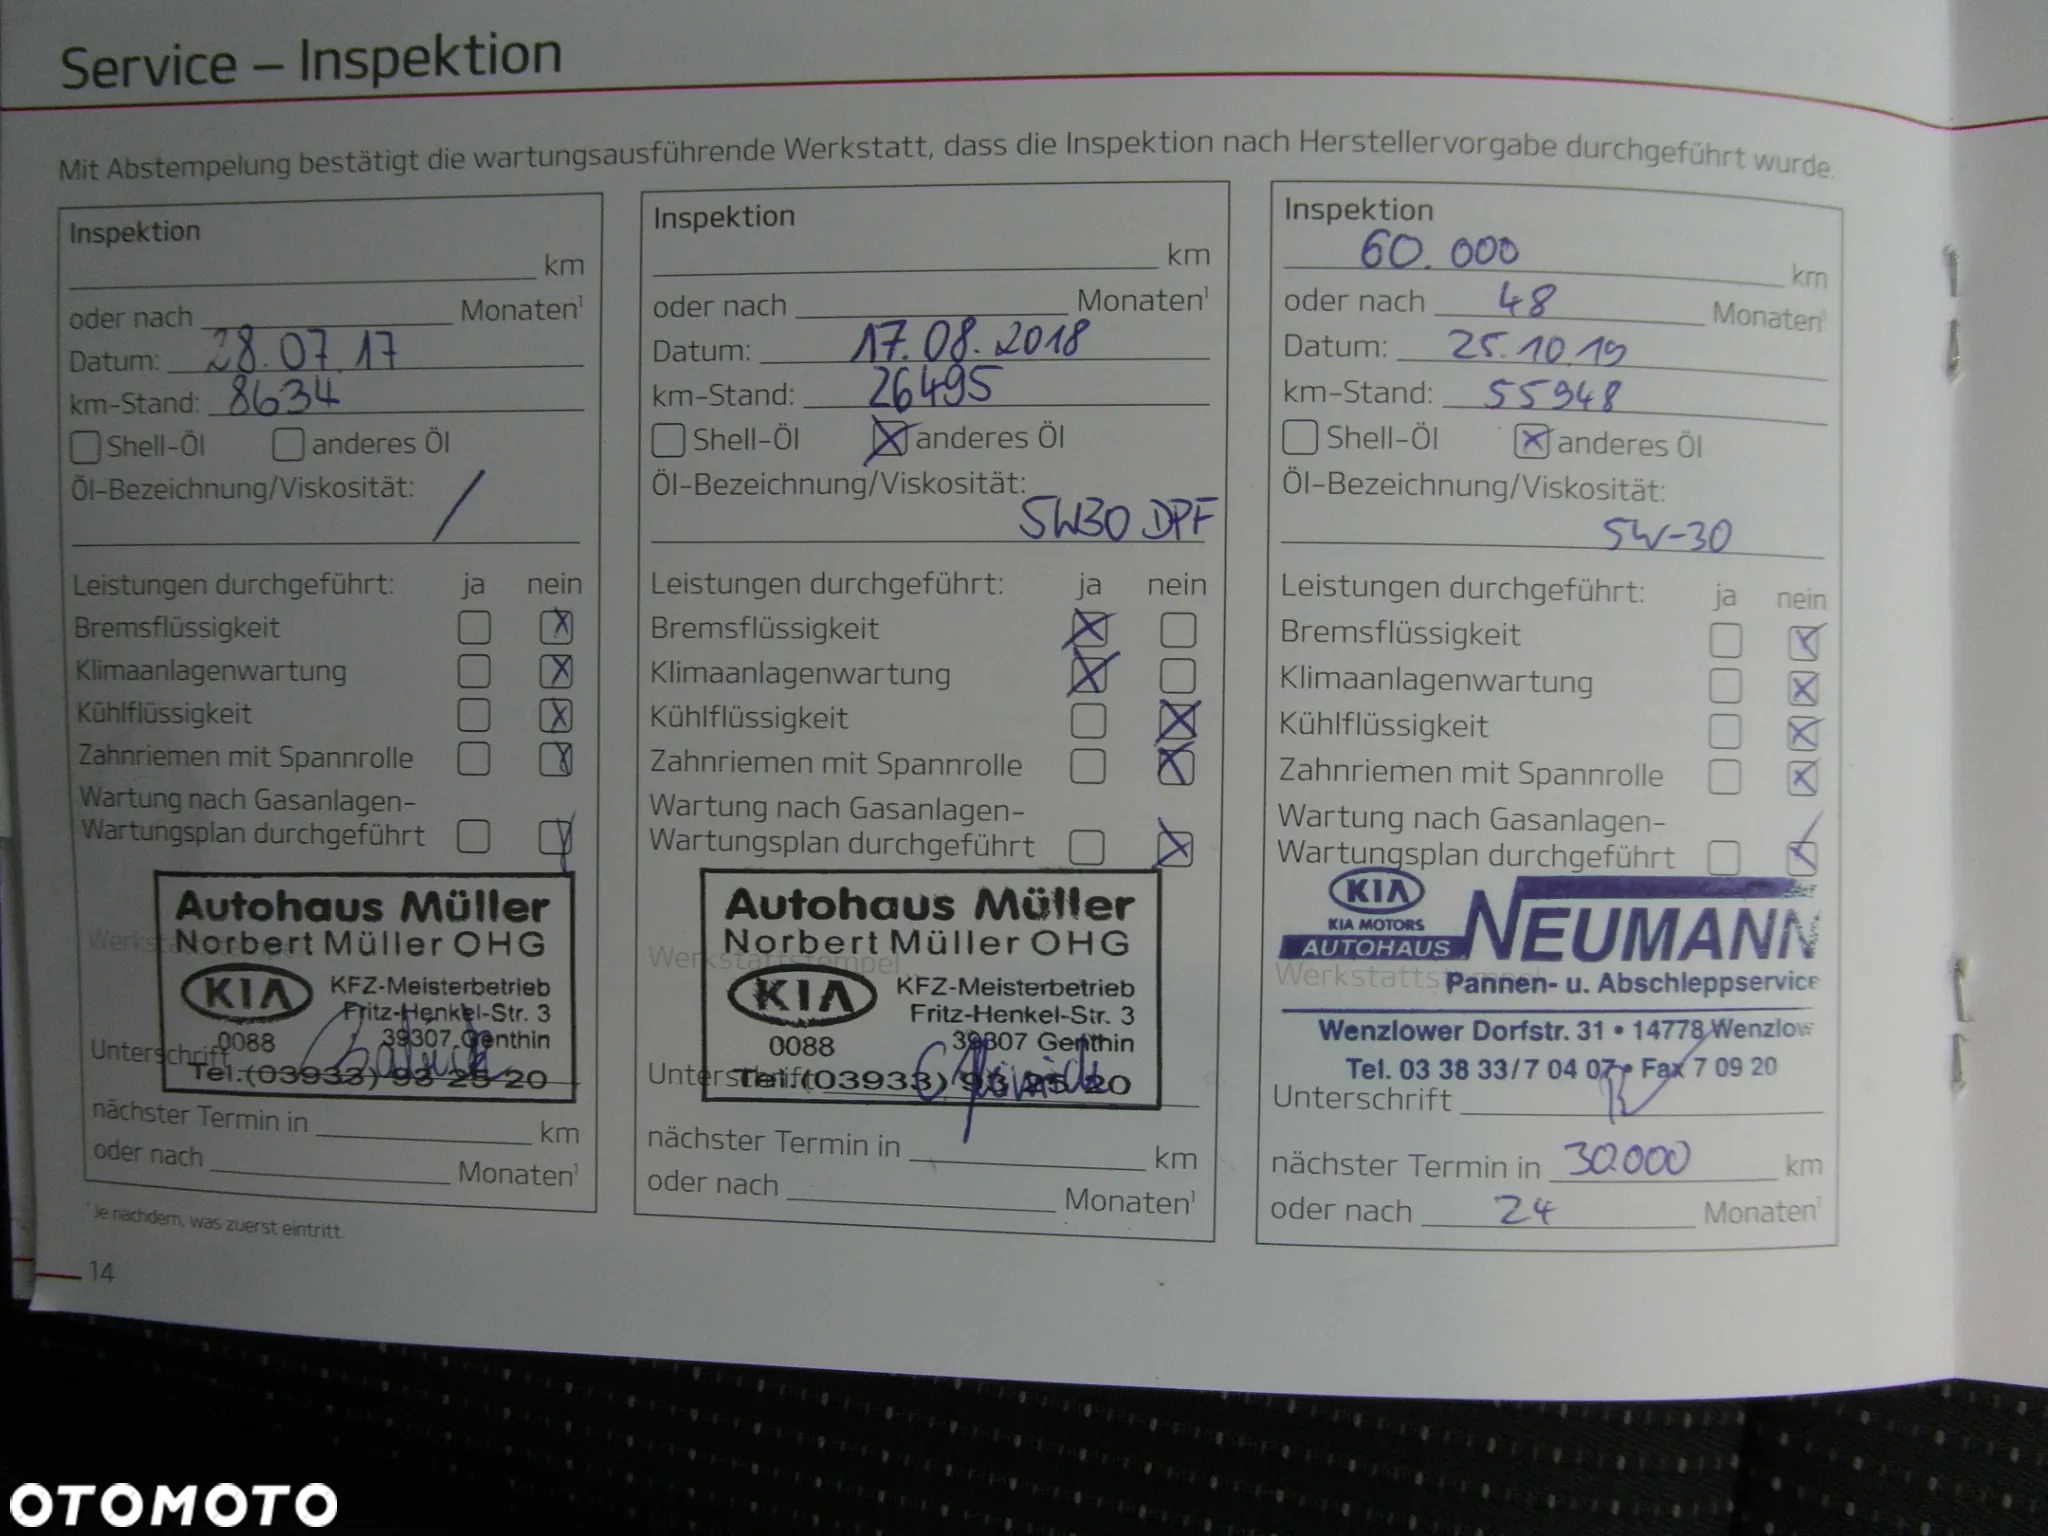 Service – Inspektion
Mit Abstempelung bestätigt die wartungsausführende Werkstatt, dass die Inspektion nach Herstellervorgabe durchgeführt wurde.
Inspektion
km
oder nach Monaten¹
Datum: 28.07.17
km-Stand: 8634
Shell-Öl anderes Öl
Öl-Bezeichnung/Viskosität:
/
Leistungen durchgeführt: ja nein
Bremsflüssigkeit
Klimaanlagenwartung
Kühlflüssigkeit
Zahnriemen mit Spannrolle
Wartung nach Gasanlagen-
Wartungsplan durchgeführt
Autohaus Müller
Norbert Müller OHG
Werkstattstempel
KIA KFZ-Meisterbetrieb
Fritz-Henkel-Str. 3
0088 39307 Genthin
Unterschrift
Tel.(03933) 93 25 20
nächster Termin in km
oder nach Monaten¹
¹Je nachdem, was zuerst eintritt.
14
Inspektion
km
oder nach Monaten¹
Datum: 17.08.2018
km-Stand: 26495
Shell-Öl anderes Öl
Öl-Bezeichnung/Viskosität:
5W30 DPF
Leistungen durchgeführt: ja nein
Bremsflüssigkeit
Klimaanlagenwartung
Kühlflüssigkeit
Zahnriemen mit Spannrolle
Wartung nach Gasanlagen-
Wartungsplan durchgeführt
Autohaus Müller
Norbert Müller OHG
Werkstattstempel
KIA KFZ-Meisterbetrieb
Fritz-Henkel-Str. 3
0088 39307 Genthin
Unterschrift
Tel.(03933) 93 25 20
nächster Termin in km
oder nach Monaten¹
Inspektion
60.000 km
oder nach 48 Monaten¹
Datum: 25.10.19
km-Stand: 55948
Shell-Öl anderes Öl
Öl-Bezeichnung/Viskosität:
5W-30
Leistungen durchgeführt: ja nein
Bremsflüssigkeit
Klimaanlagenwartung
Kühlflüssigkeit
Zahnriemen mit Spannrolle
Wartung nach Gasanlagen-
Wartungsplan durchgeführt
KIA
KIA MOTORS
AUTOHAUS NEUMANN
Werkstattstempel
Pannen- u. Abschleppservice
Wenzlower Dorfstr. 31 • 14778 Wenzlow
Tel. 03 38 33/7 04 07 • Fax 7 09 20
Unterschrift
nächster Termin in 30.000 km
oder nach 24 Monaten¹
OTOMOTO